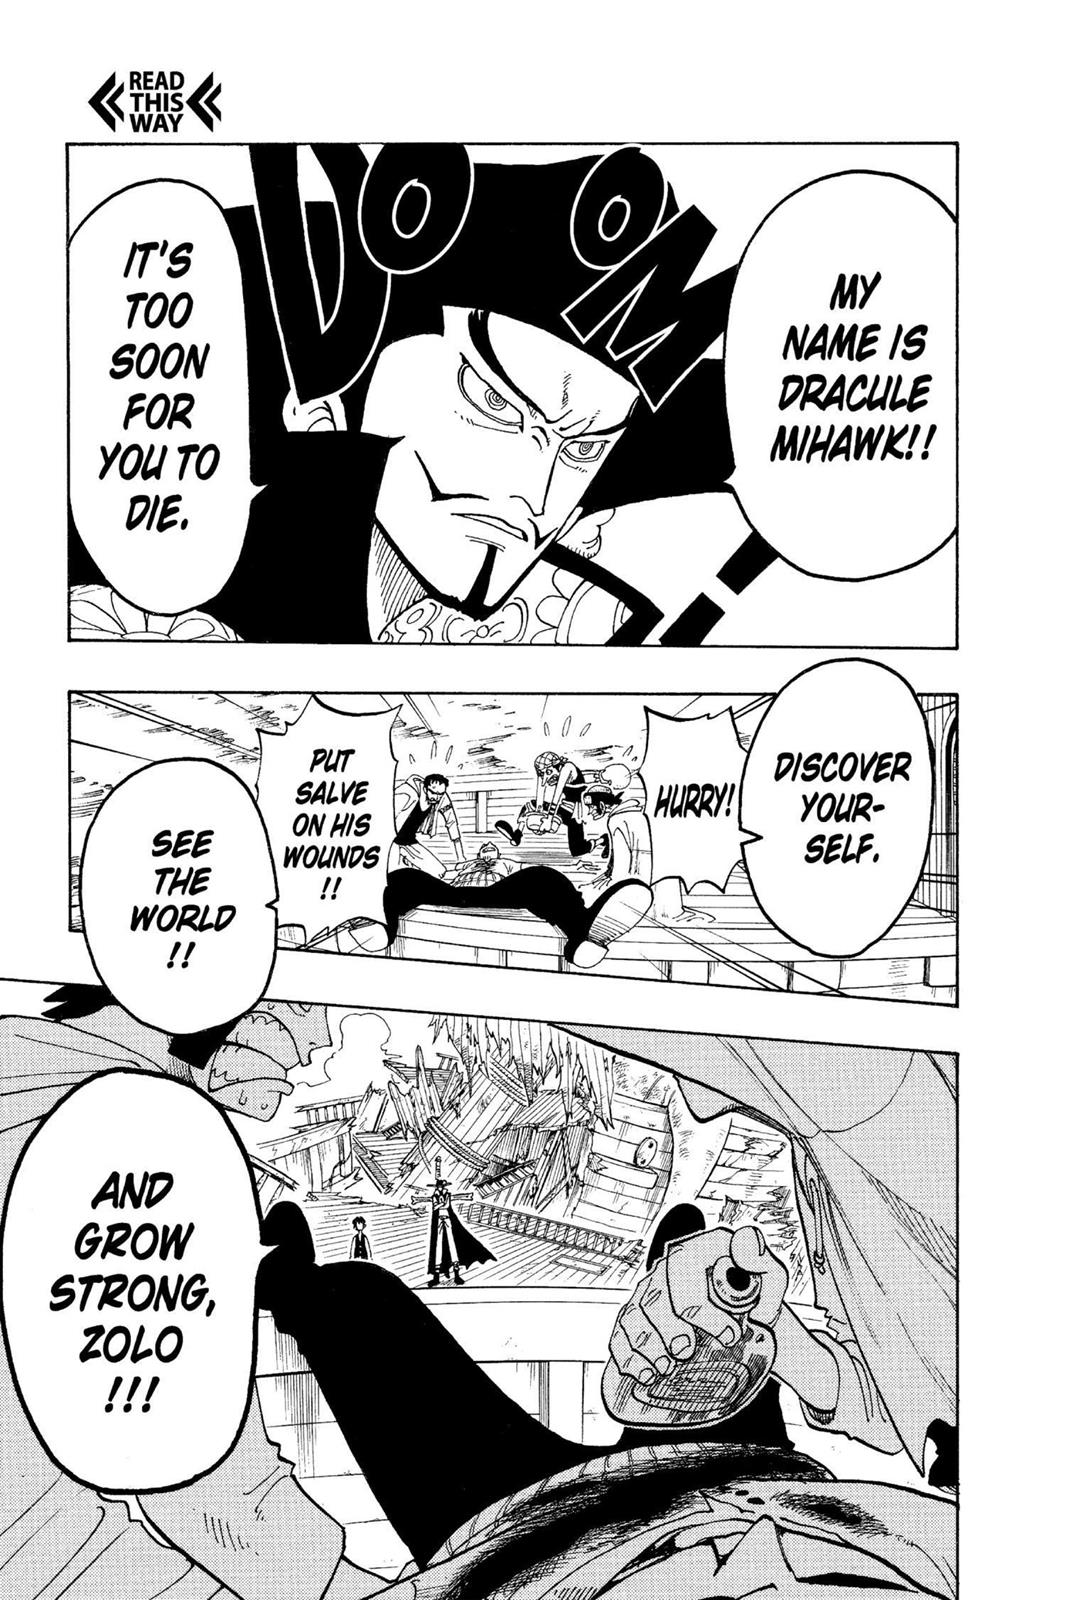 READ
THIS
WAY
DOOM
MY
NAME IS
DRACULE
MIHAWK!!
IT'S
TOO
SOON
FOR
YOU TO
DIE.
DISCOVER
YOUR-
SELF.
HURRY!
PUT
SALVE
ON HIS
WOUNDS
!!
SEE
THE
WORLD
!!
AND
GROW
STRONG,
ZOLO
!!!